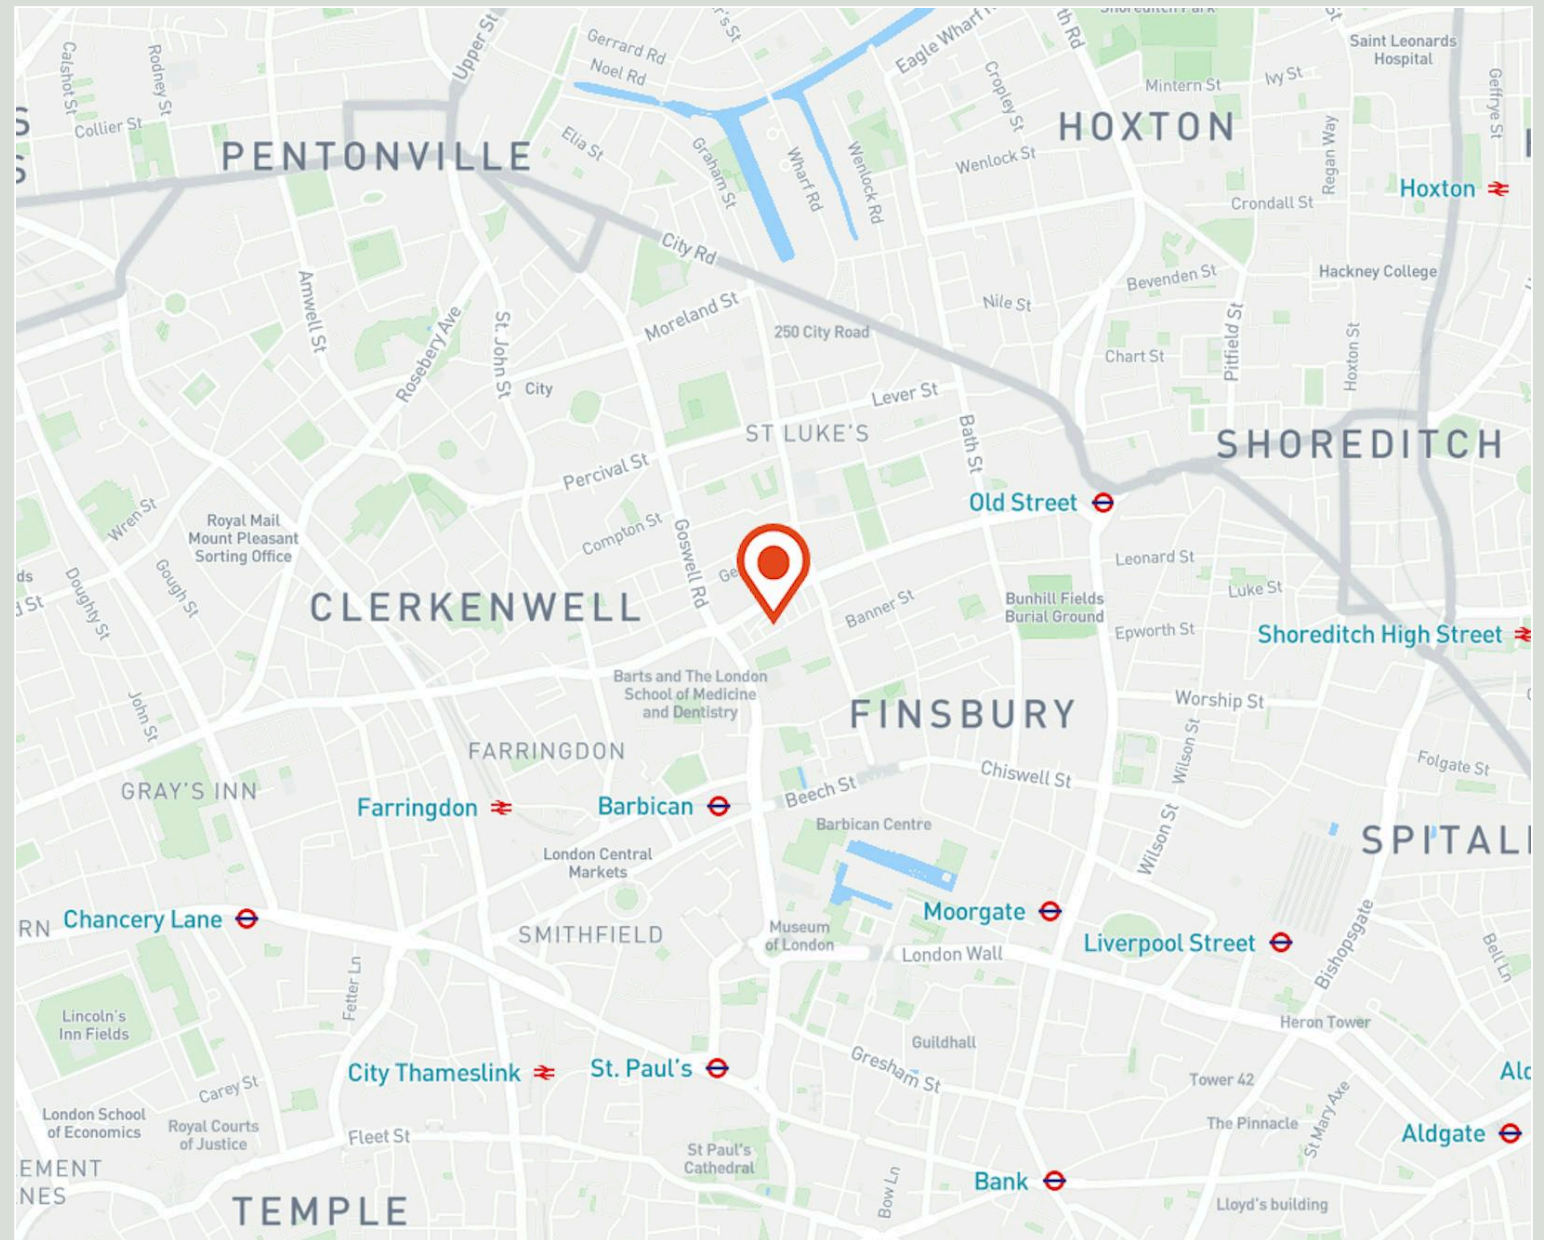 Shoreditch Park
Upper St
Gerrard Rd
Noel Rd
Eagle Wharf
th Rd
Saint Leonards
Hospital
Calshot St
Rodney St
Cropley St
Mintern St
Ivy St
Geffrye St
Collier St
PENTONVILLE
Elia St
Graham St
Wharf Rd
Wenlock Rd
Wenlock St
HOXTON
Regan Way
Hoxton
Crondall St
City Rd
Amwell St
Rosebery Ave
St. John St
Moreland St
250 City Road
Nile St
Bevenden St
Hackney College
Chart St
Pitfield St
Hoxton St
City
Lever St
ST LUKE'S
Bath St
SHOREDITCH
Percival St
Old Street
Wren St
Royal Mail
Mount Pleasant
Sorting Office
Compton St
Goswell Rd
Ge
ds
d St
Doughty St
Gough St
CLERKENWELL
Banner St
Bunhill Fields
Burial Ground
Leonard St
Luke St
Epworth St
Shoreditch High Street
Barts and The London
School of Medicine
and Dentistry
John St
FINSBURY
Worship St
Wilson St
FARRINGDON
Folgate St
GRAY'S INN
Farringdon
Barbican
Beech St
Chiswell St
Barbican Centre
Wilson St
SPITAL
London Central
Markets
RN
Chancery Lane
SMITHFIELD
Museum
of London
Moorgate
London Wall
Liverpool Street
Bishopsgate
Bell Ln
Fetter Ln
Lincoln's
Inn Fields
Heron Tower
Guildhall
Gresham St
City Thameslink
St. Paul's
Tower 42
Ald
Carey St
London School
of Economics
Royal Courts
of Justice
Fleet St
The Pinnacle
St Mary Axe
Aldgate
St Paul's
Cathedral
EMENT
NES
TEMPLE
Bow Ln
Bank
Lloyd's building